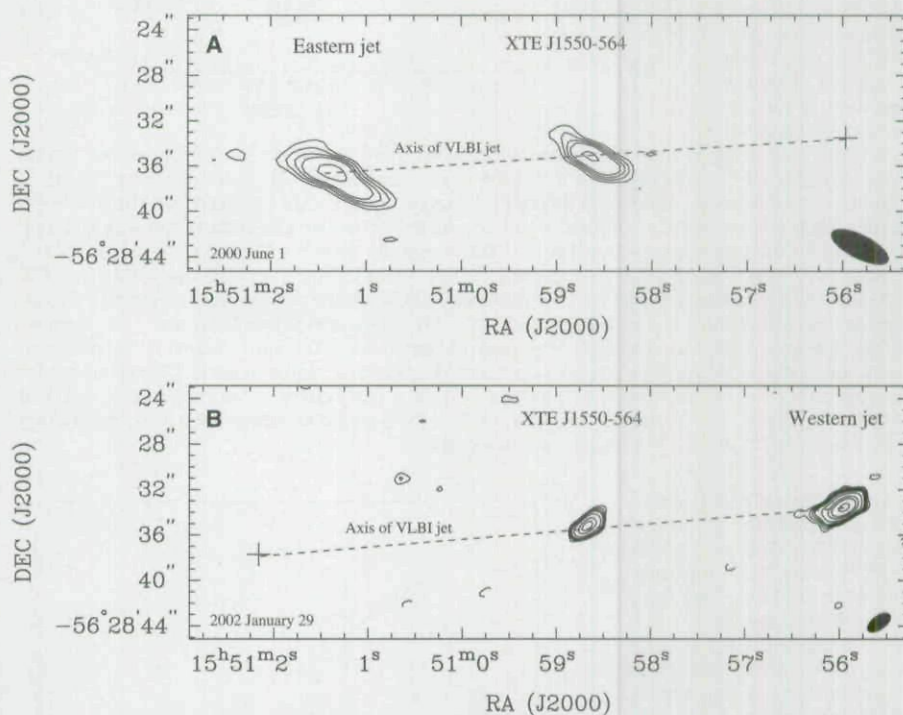 A Eastern jet XTE J1550-564
24"
28"
32"
36"
40"
−56°28'44"
DEC (J2000)
Axis of VLBI jet
2000 June 1
15ʰ51ᵐ2ˢ 1ˢ 51ᵐ0ˢ 59ˢ 58ˢ 57ˢ 56ˢ
RA (J2000)
B XTE J1550-564 Western jet
24"
28"
32"
36"
40"
−56°28'44"
DEC (J2000)
Axis of VLBI jet
2002 January 29
15ʰ51ᵐ2ˢ 1ˢ 51ᵐ0ˢ 59ˢ 58ˢ 57ˢ 56ˢ
RA (J2000)